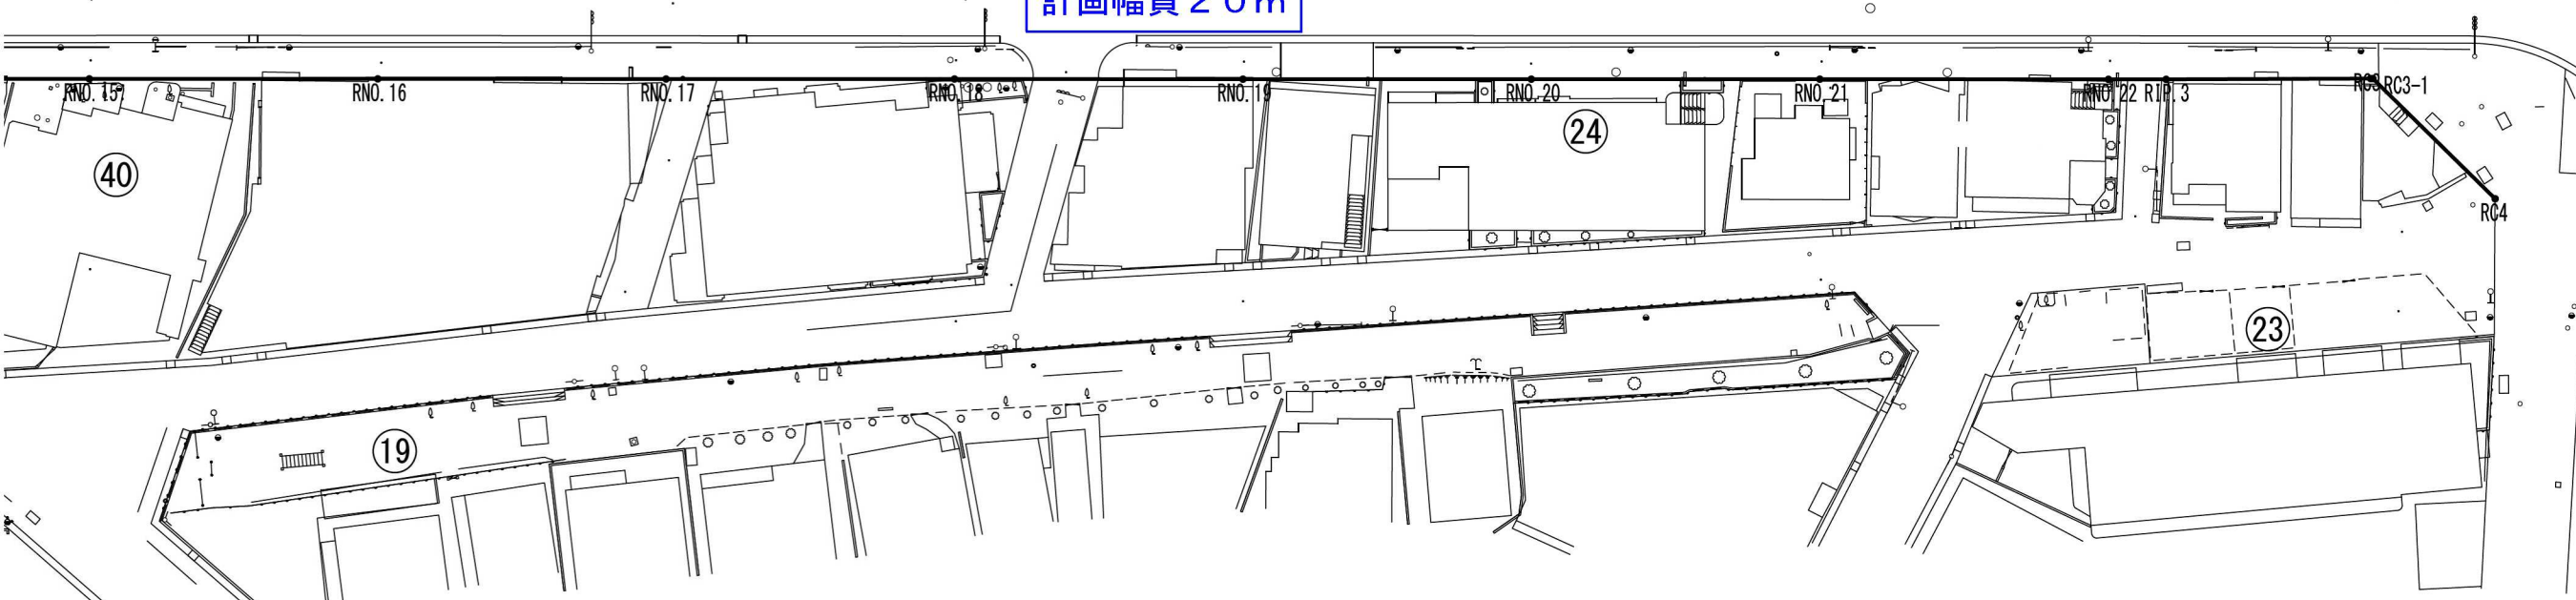 計画幅員20m
RNO.15
RNO.16
RNO.17
RNO.18
RNO.19
RNO.20
RNO.21
RNO.22
RIP.3
RC3
RC3-1
RC4
40
24
23
19